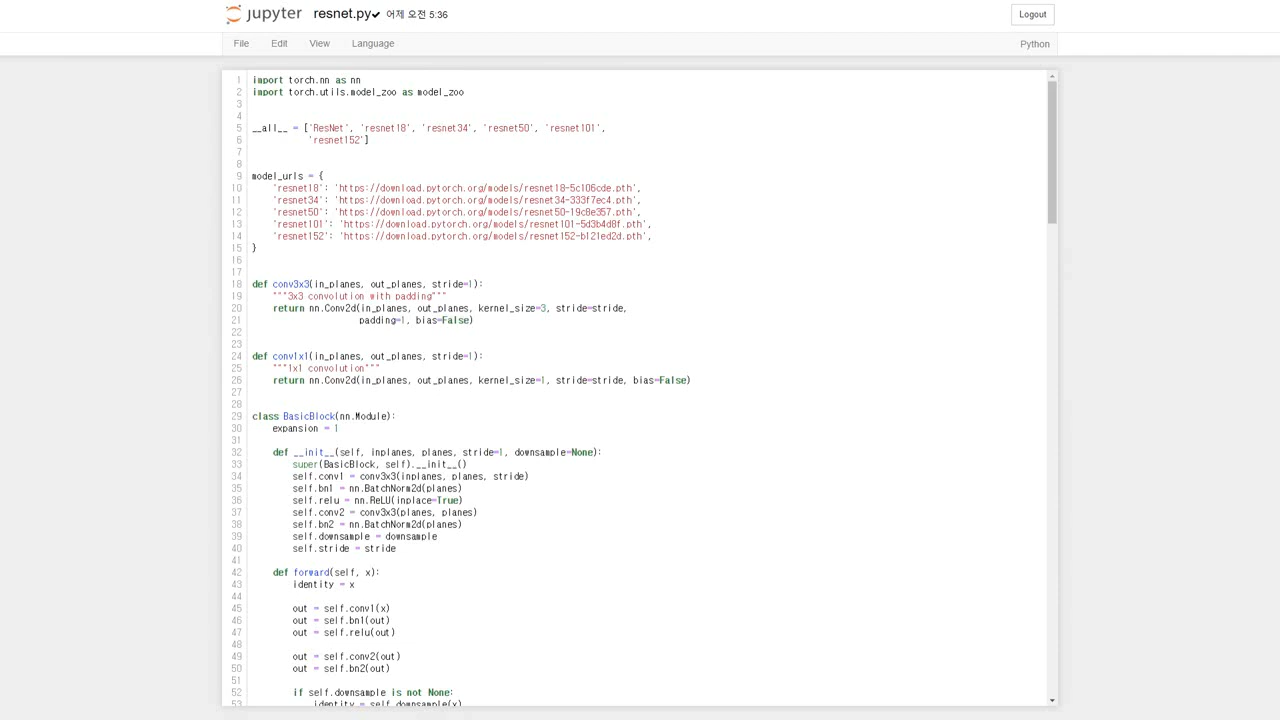 jupyter resnet.py✔ 어제 오전 5:36 Logout
File Edit View Language Python
1 import torch.nn as nn
2 import torch.utils.model_zoo as model_zoo
3
4
5 __all__ = ['ResNet', 'resnet18', 'resnet34', 'resnet50', 'resnet101',
6 'resnet152']
7
8
9 model_urls = {
10 'resnet18': 'https://download.pytorch.org/models/resnet18-5c106cde.pth',
11 'resnet34': 'https://download.pytorch.org/models/resnet34-333f7ec4.pth',
12 'resnet50': 'https://download.pytorch.org/models/resnet50-19c8e357.pth',
13 'resnet101': 'https://download.pytorch.org/models/resnet101-5d3b4d8f.pth',
14 'resnet152': 'https://download.pytorch.org/models/resnet152-b121ed2d.pth',
15 }
16
17
18 def conv3x3(in_planes, out_planes, stride=1):
19 """3x3 convolution with padding"""
20 return nn.Conv2d(in_planes, out_planes, kernel_size=3, stride=stride,
21 padding=1, bias=False)
22
23
24 def conv1x1(in_planes, out_planes, stride=1):
25 """1x1 convolution"""
26 return nn.Conv2d(in_planes, out_planes, kernel_size=1, stride=stride, bias=False)
27
28
29 class BasicBlock(nn.Module):
30 expansion = 1
31
32 def __init__(self, inplanes, planes, stride=1, downsample=None):
33 super(BasicBlock, self).__init__()
34 self.conv1 = conv3x3(inplanes, planes, stride)
35 self.bn1 = nn.BatchNorm2d(planes)
36 self.relu = nn.ReLU(inplace=True)
37 self.conv2 = conv3x3(planes, planes)
38 self.bn2 = nn.BatchNorm2d(planes)
39 self.downsample = downsample
40 self.stride = stride
41
42 def forward(self, x):
43 identity = x
44
45 out = self.conv1(x)
46 out = self.bn1(out)
47 out = self.relu(out)
48
49 out = self.conv2(out)
50 out = self.bn2(out)
51
52 if self.downsample is not None:
53 identity = self.downsample(x)